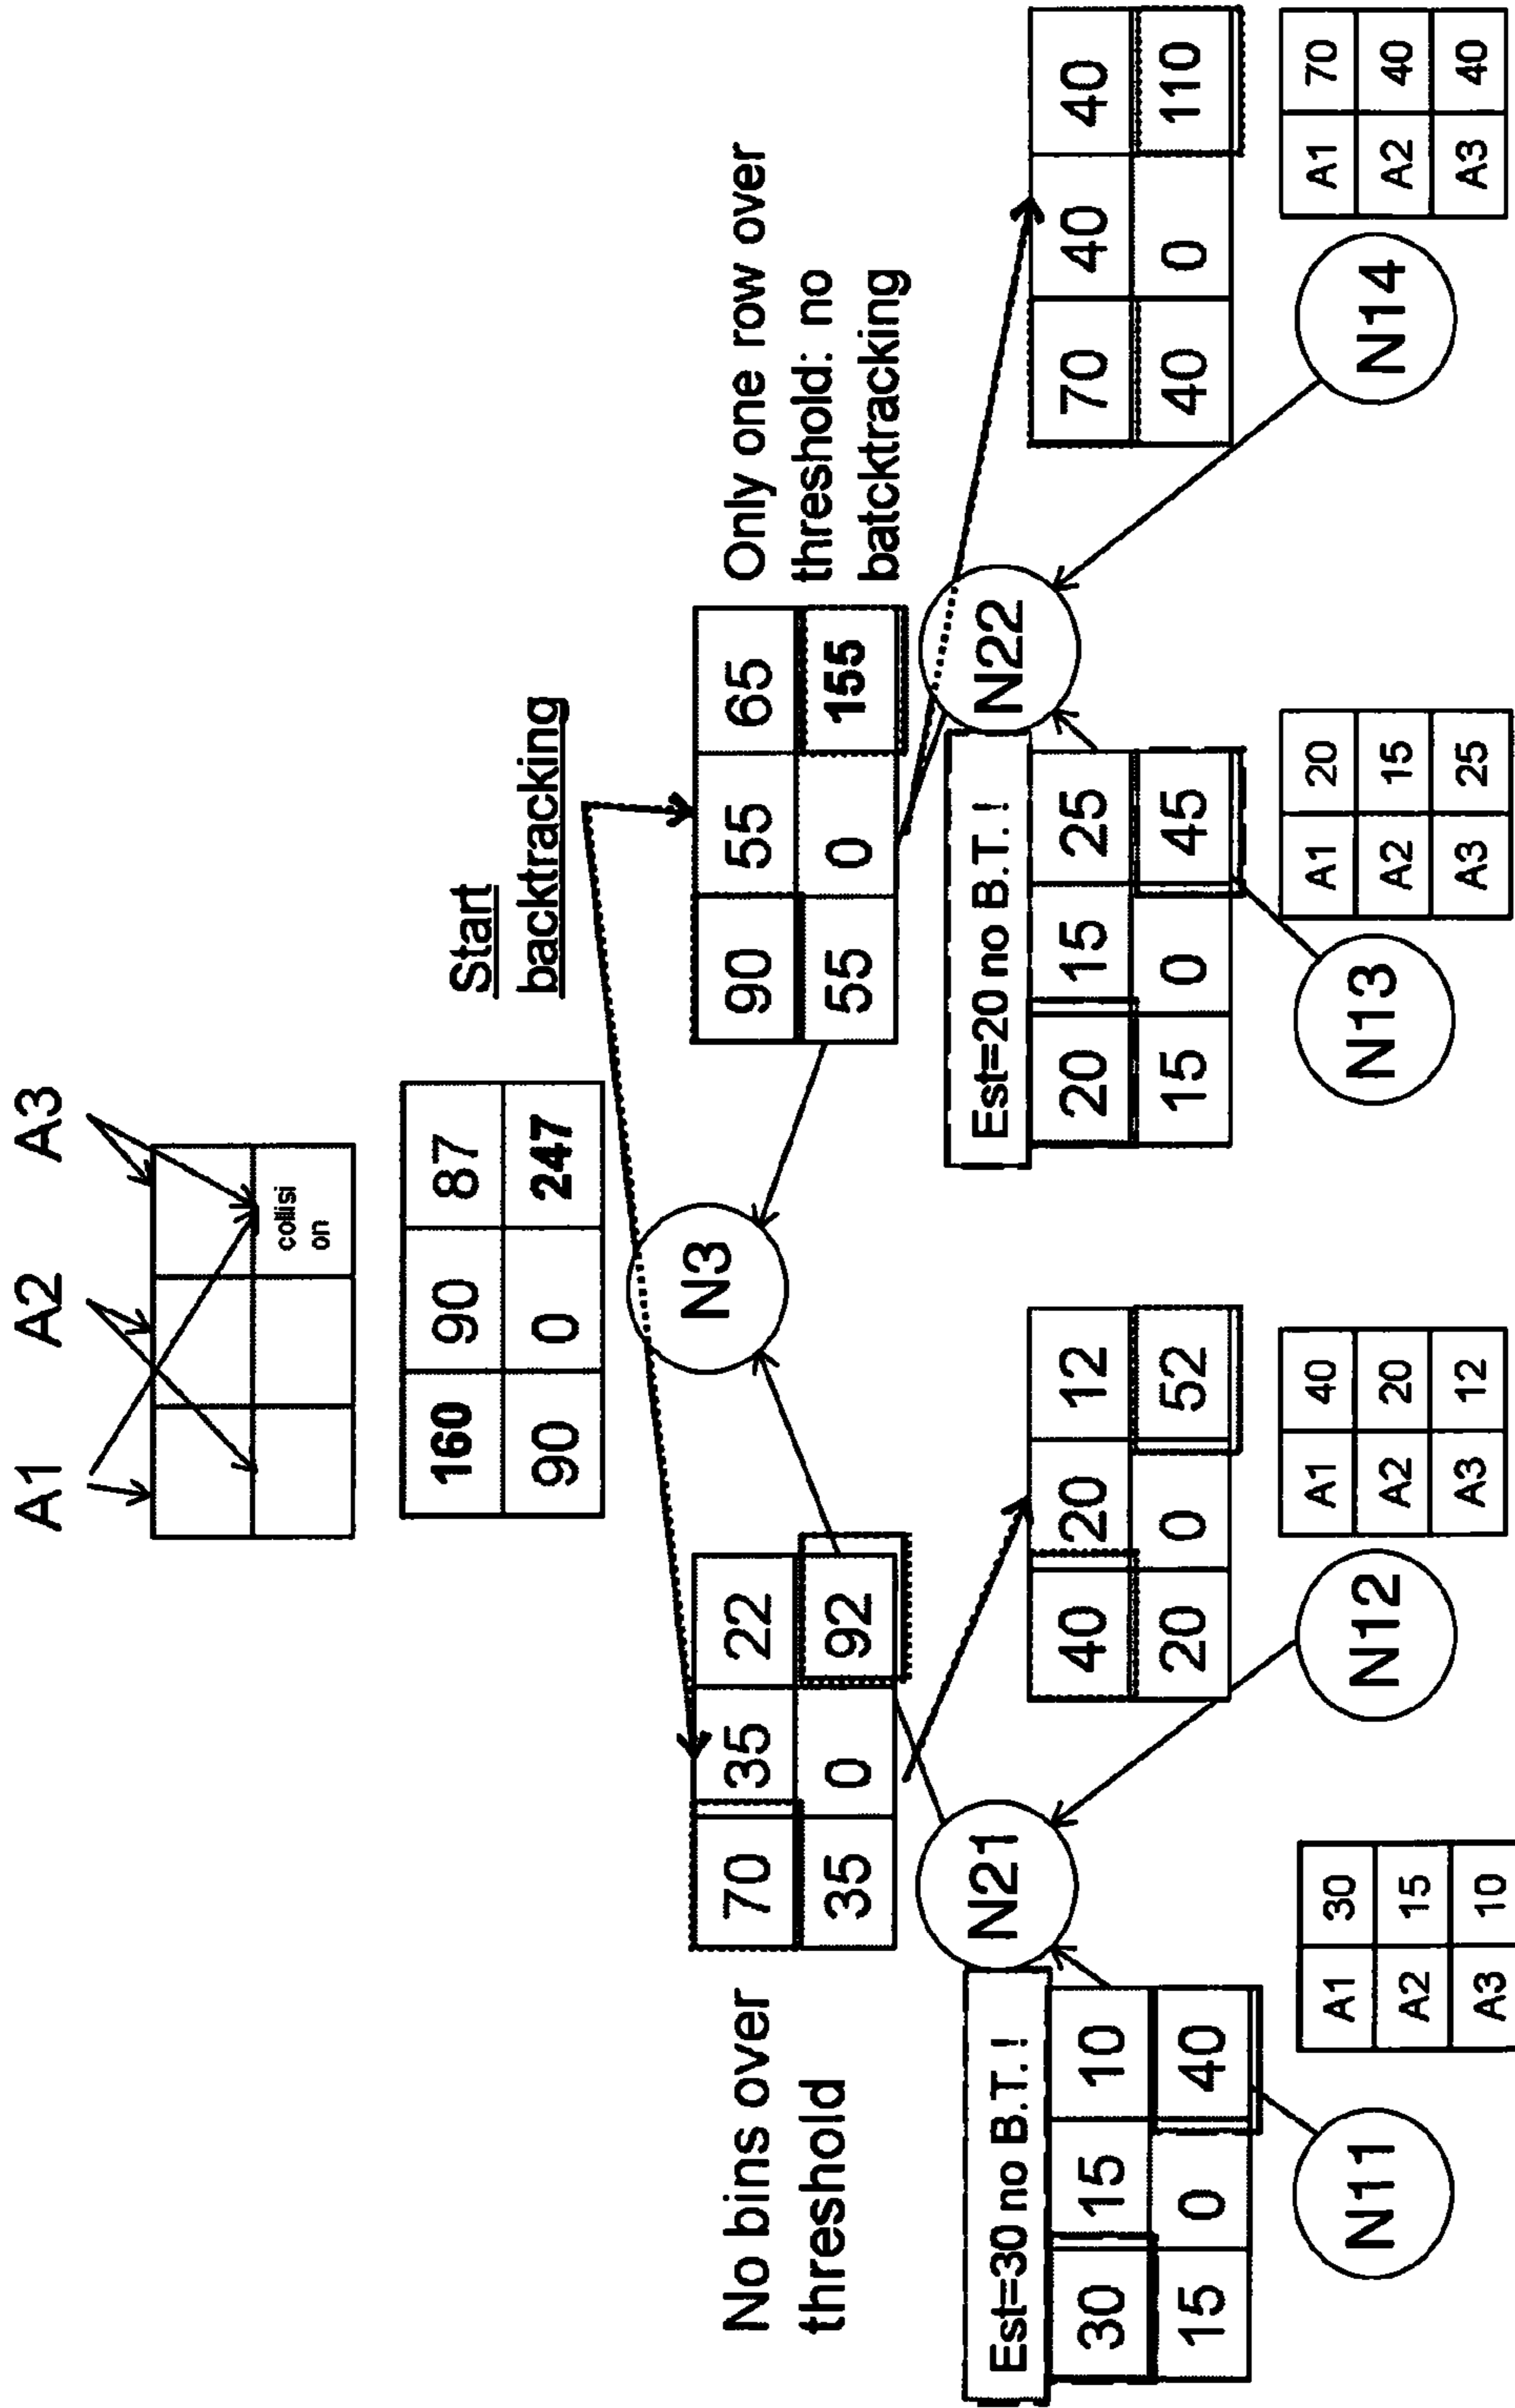 A1 A2 A3
collisi
on
160 90 87
90 0 247
Start
backtracking
N3
No bins over
threshold
70 35 22
35 0 92
90 55 65
55 0 155
Only one row over
threshold: no
batcktracking
N21
N22
Est=30 no B.T. !
30 15 10
15 0 40
40 20 12
20 0 52
Est=20 no B.T. !
20 15 25
15 0 45
70 40 40
40 0 110
N11
A1 30
A2 15
A3 10
N12
A1 40
A2 20
A3 12
N13
A1 20
A2 15
A3 25
N14
A1 70
A2 40
A3 40